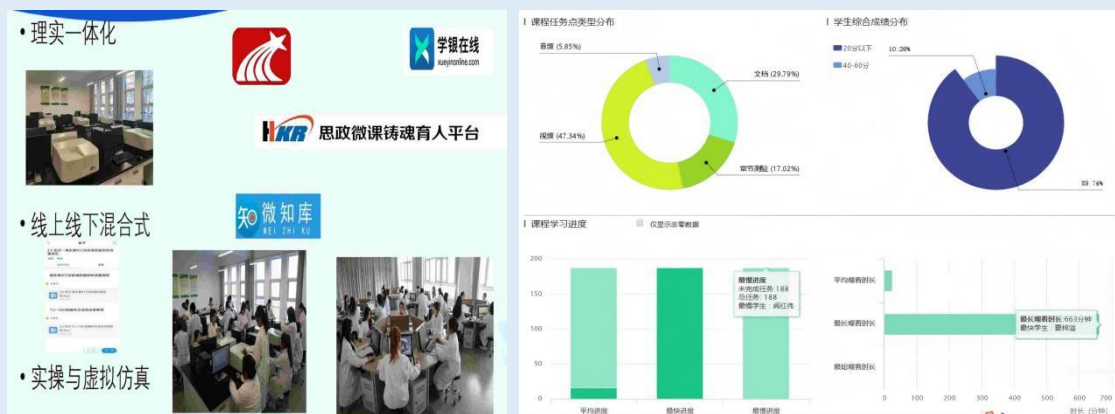 • 理实一体化
学银在线
xueyinonline.com
HKR 思政微课铸魂育人平台
• 线上线下混合式
知 微知库
WEI ZHI KU
• 实操与虚拟仿真
课程任务点类型分布
音频 (5.85%)
文档 (29.79%)
视频 (47.34%)
章节测验 (17.02%)
学生综合成绩分布
20分以下
40-60分
10.26%
89.74%
课程学习进度
仅显示非零数据
200
150
100
50
0
最慢进度
未完成任务:188
总任务:188
平均进度
最快进度
最慢进度
平均观看时长
最长观看时长
最短观看时长
最长观看时长:663分钟
0
100
200
300
400
500
600
700
时长 (分钟)